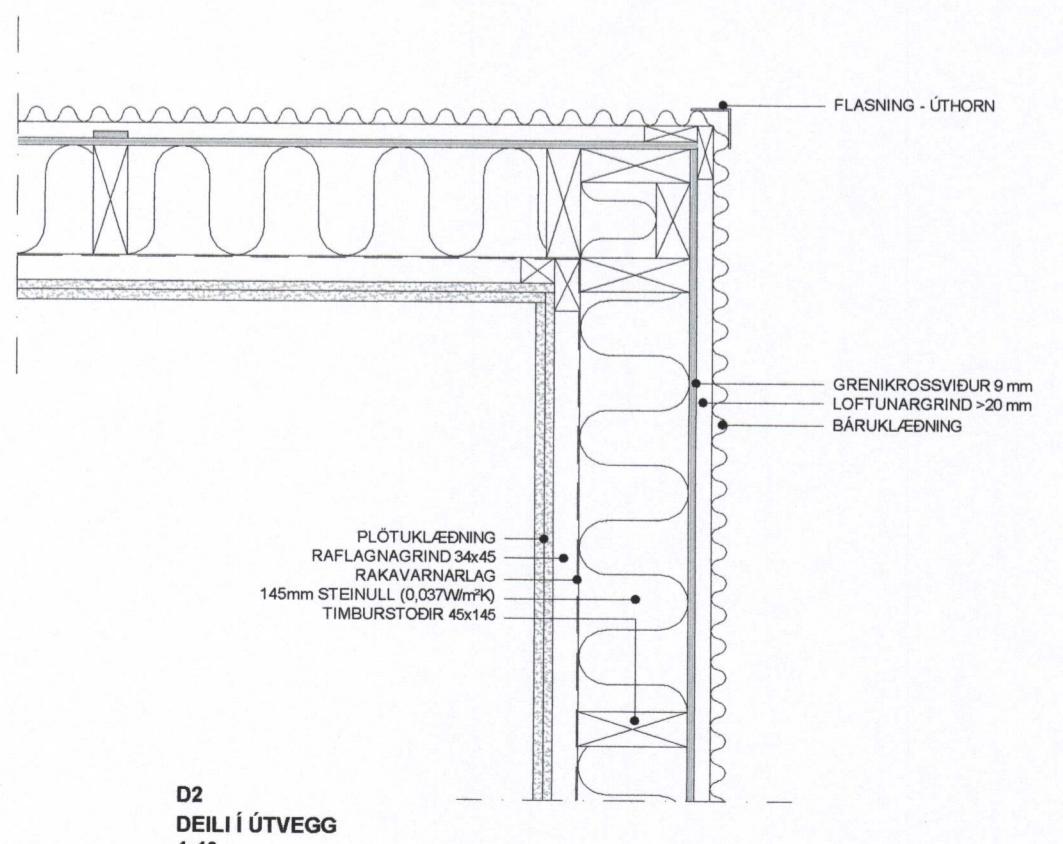 FLASNING - ÚTHORN
GRENIKROSSVIÐUR 9 mm
LOFTUNARGRIND >20 mm
BÁRUKLÆÐNING
PLÖTUKLÆÐNING
RAFLAGNAGRIND 34x45
RAKAVARNARLAG
145mm STEINULL (0,037W/m²K)
TIMBURSTOÐIR 45x145
D2
DEILI Í ÚTVEGG